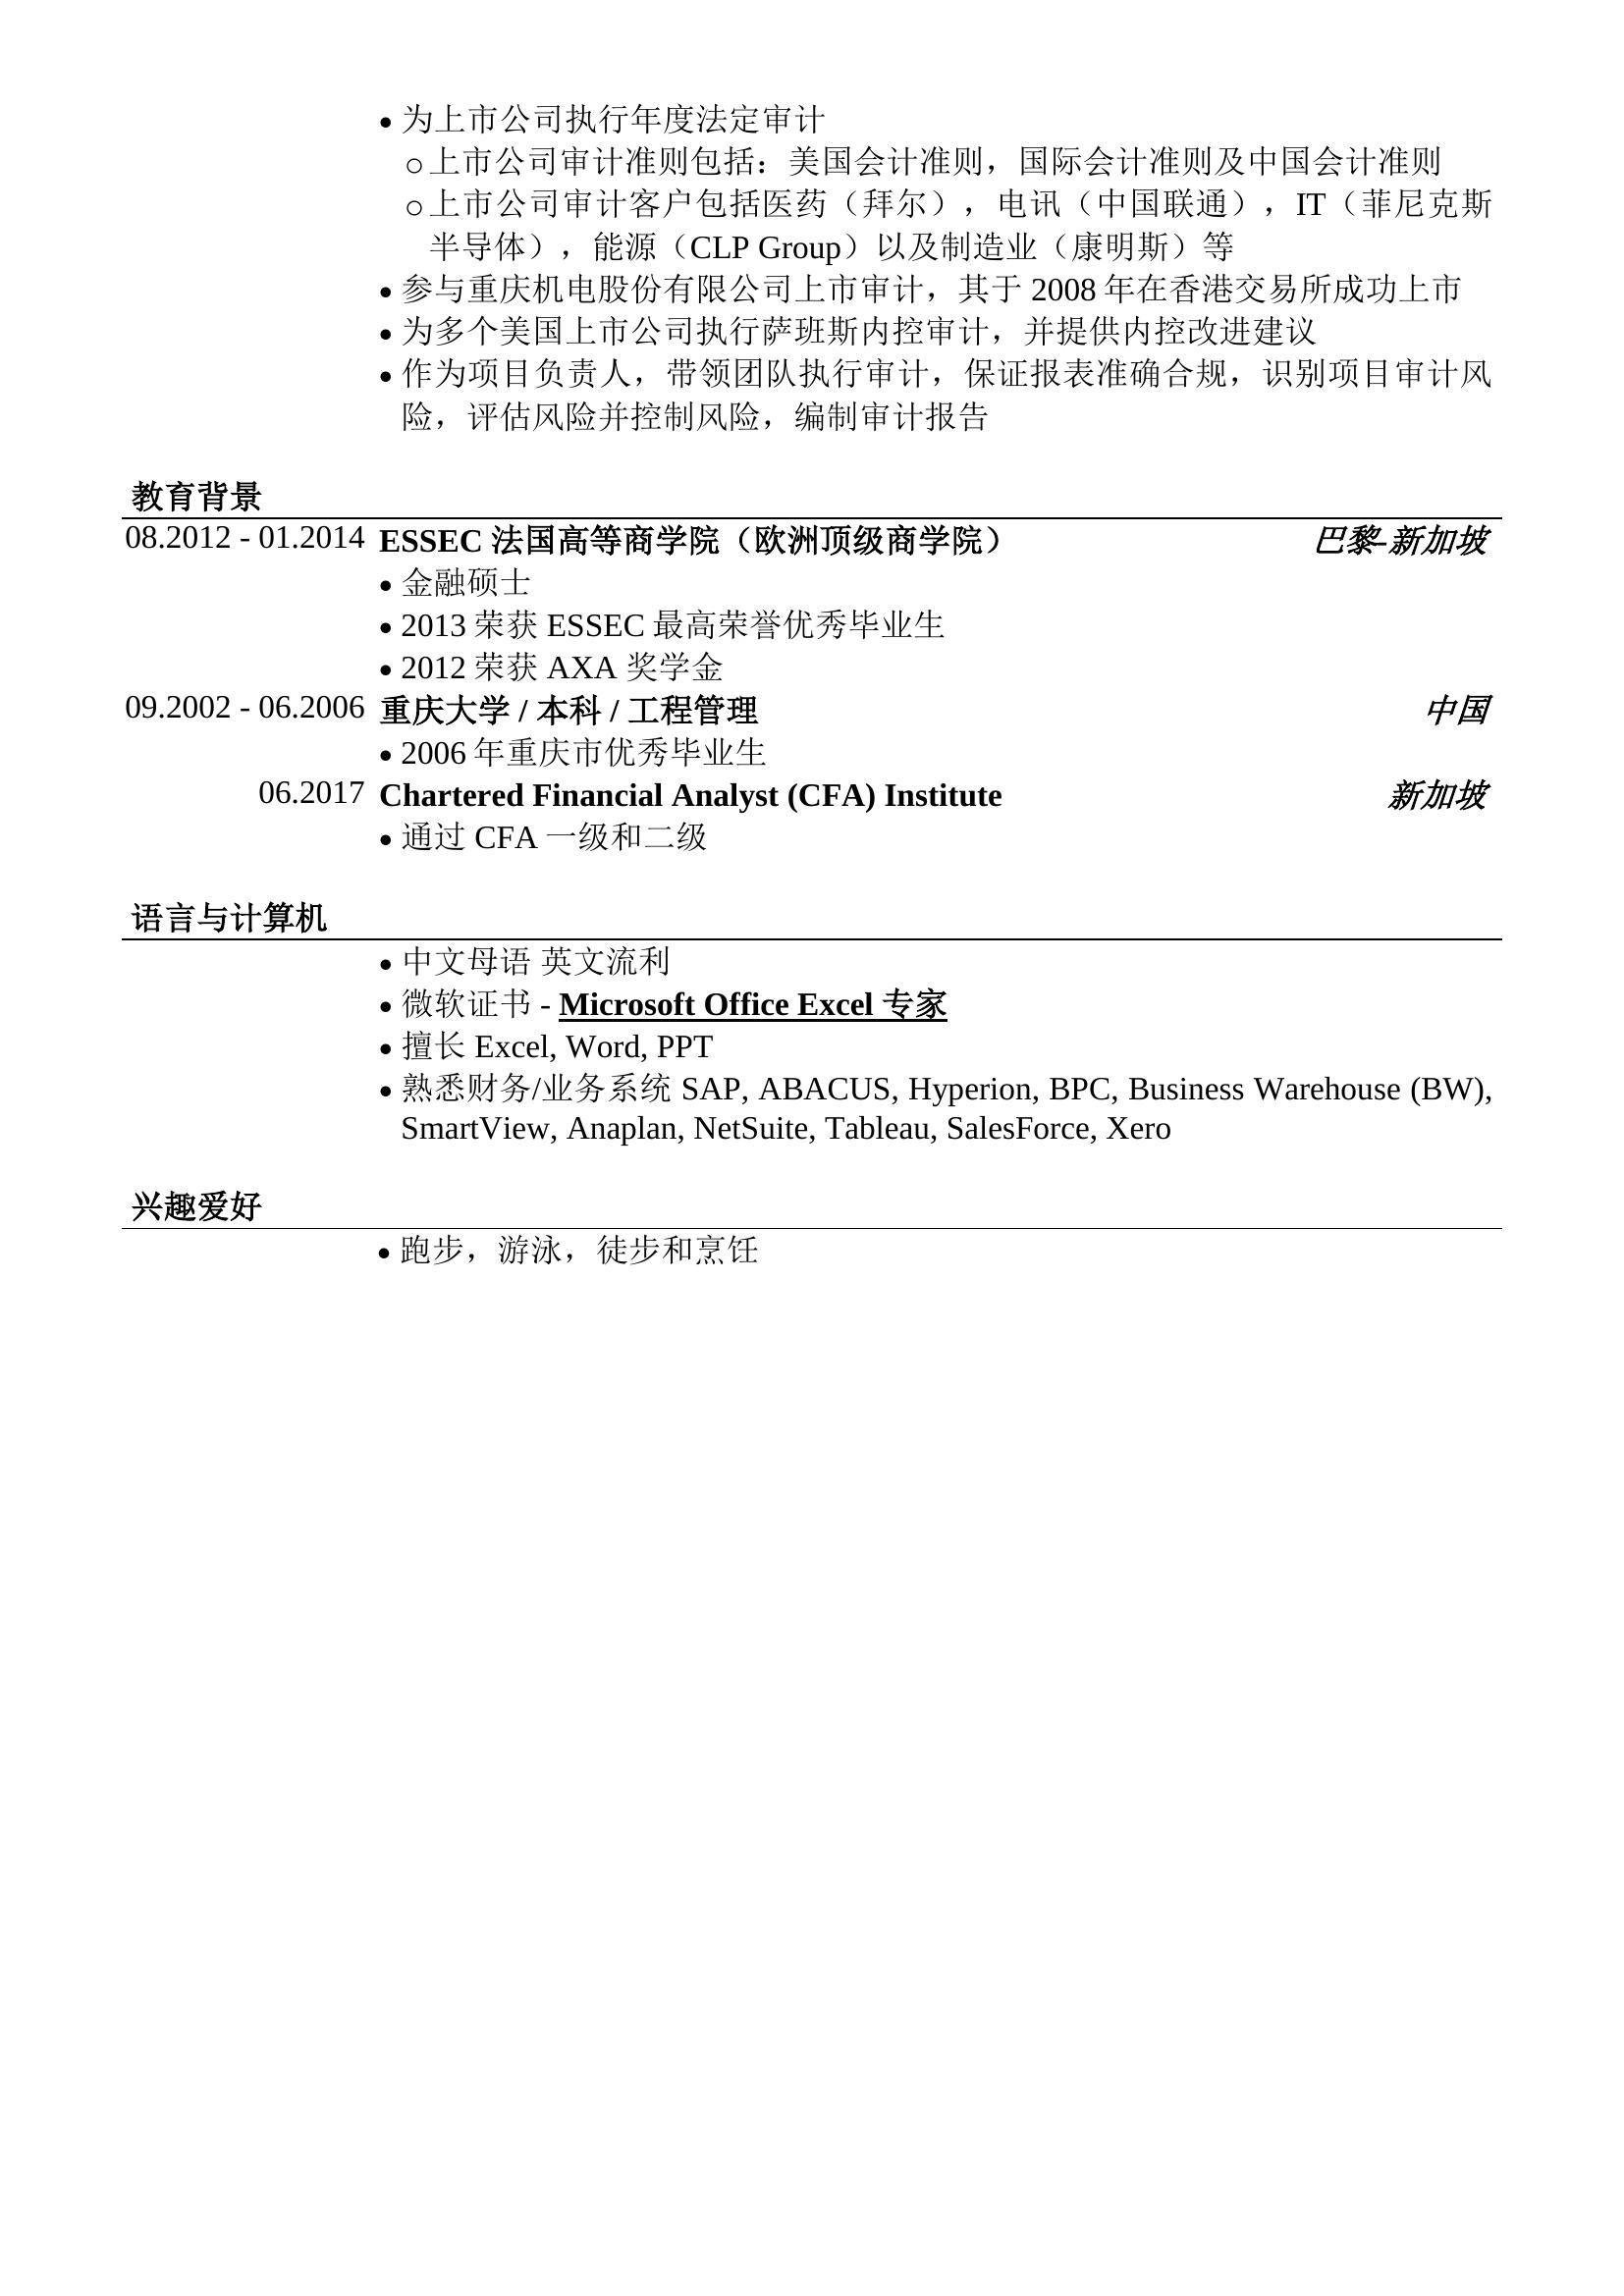 • 为上市公司执行年度法定审计
○ 上市公司审计准则包括：美国会计准则，国际会计准则及中国会计准则
○ 上市公司审计客户包括医药（拜尔），电讯（中国联通），IT（菲尼克斯
半导体），能源（CLP Group）以及制造业（康明斯）等
• 参与重庆机电股份有限公司上市审计，其于 2008 年在香港交易所成功上市
• 为多个美国上市公司执行萨班斯内控审计，并提供内控改进建议
• 作为项目负责人，带领团队执行审计，保证报表准确合规，识别项目审计风
险，评估风险并控制风险，编制审计报告
教育背景
08.2012 - 01.2014 ESSEC 法国高等商学院（欧洲顶级商学院） 巴黎-新加坡
• 金融硕士
• 2013 荣获 ESSEC 最高荣誉优秀毕业生
• 2012 荣获 AXA 奖学金
09.2002 - 06.2006 重庆大学 / 本科 / 工程管理 中国
• 2006 年重庆市优秀毕业生
06.2017 Chartered Financial Analyst (CFA) Institute 新加坡
• 通过 CFA 一级和二级
语言与计算机
• 中文母语 英文流利
• 微软证书 - Microsoft Office Excel 专家
• 擅长 Excel, Word, PPT
• 熟悉财务/业务系统 SAP, ABACUS, Hyperion, BPC, Business Warehouse (BW),
SmartView, Anaplan, NetSuite, Tableau, SalesForce, Xero
兴趣爱好
• 跑步，游泳，徒步和烹饪